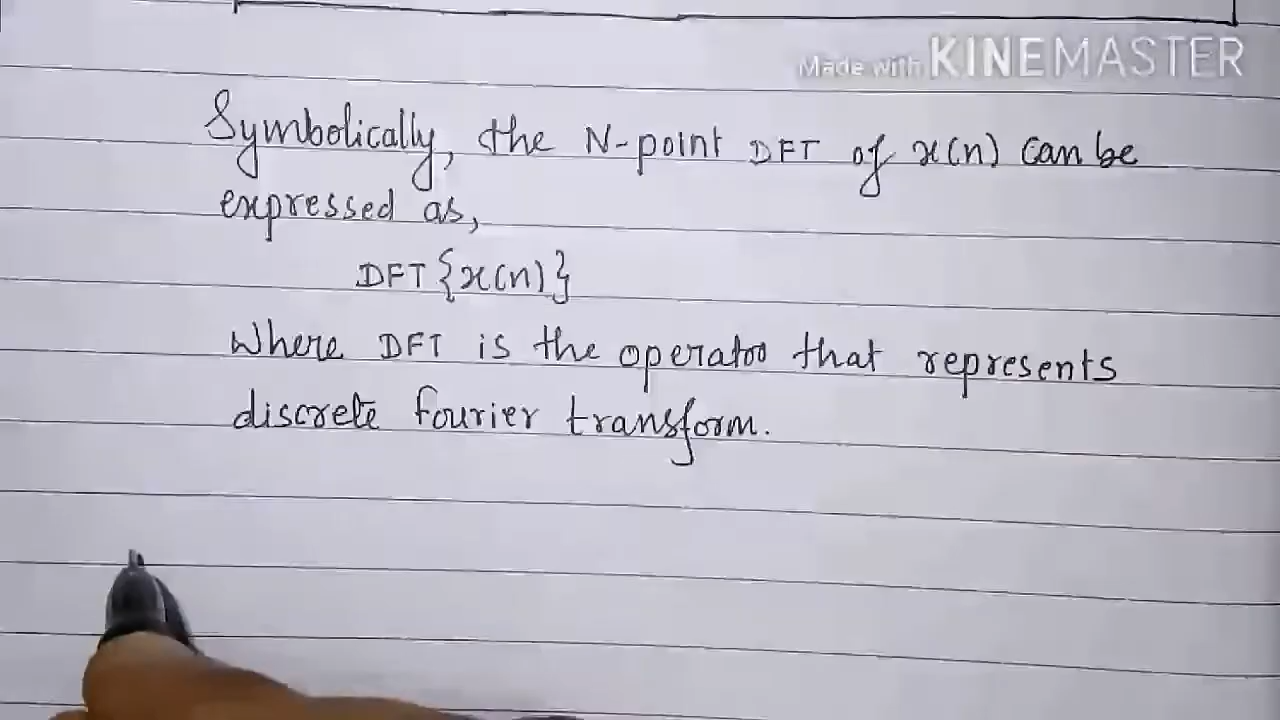 Made with KINEMASTER
Symbolically, the N-point DFT of x(n) can be
expressed as,
DFT{x(n)}
Where DFT is the operator that represents
discrete fourier transform.